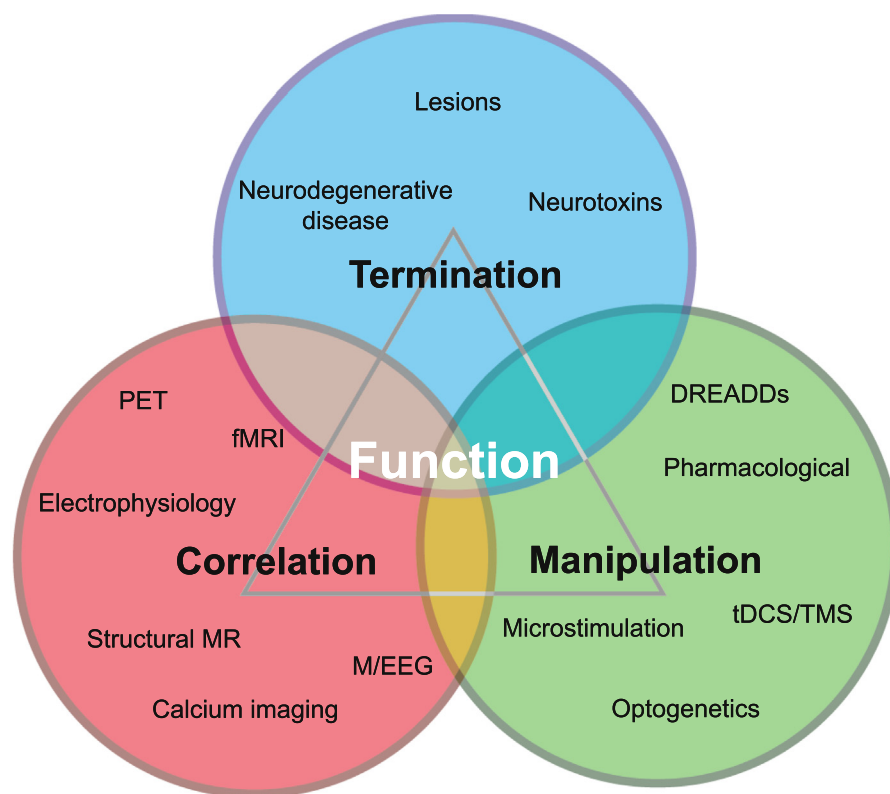 Lesions
Neurodegenerative
disease
Neurotoxins
Termination
PET
fMRI
Electrophysiology
Correlation
Structural MR
M/EEG
Calcium imaging
Function
DREADDs
Pharmacological
Manipulation
Microstimulation
tDCS/TMS
Optogenetics